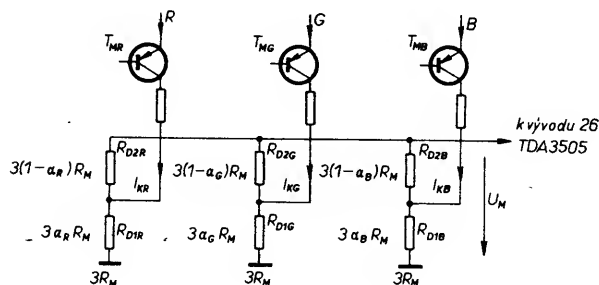 R G B
T_MR T_MG T_MB
k vývodu 26
TDA3505
R_D2R R_D2G R_D2B
3(1-α_R)R_M 3(1-α_G)R_M 3(1-α_B)R_M
I_KR I_KG I_KB
U_M
3α_R R_M R_D1R 3α_G R_M R_D1G 3α_B R_M R_D1B
3R_M 3R_M 3R_M